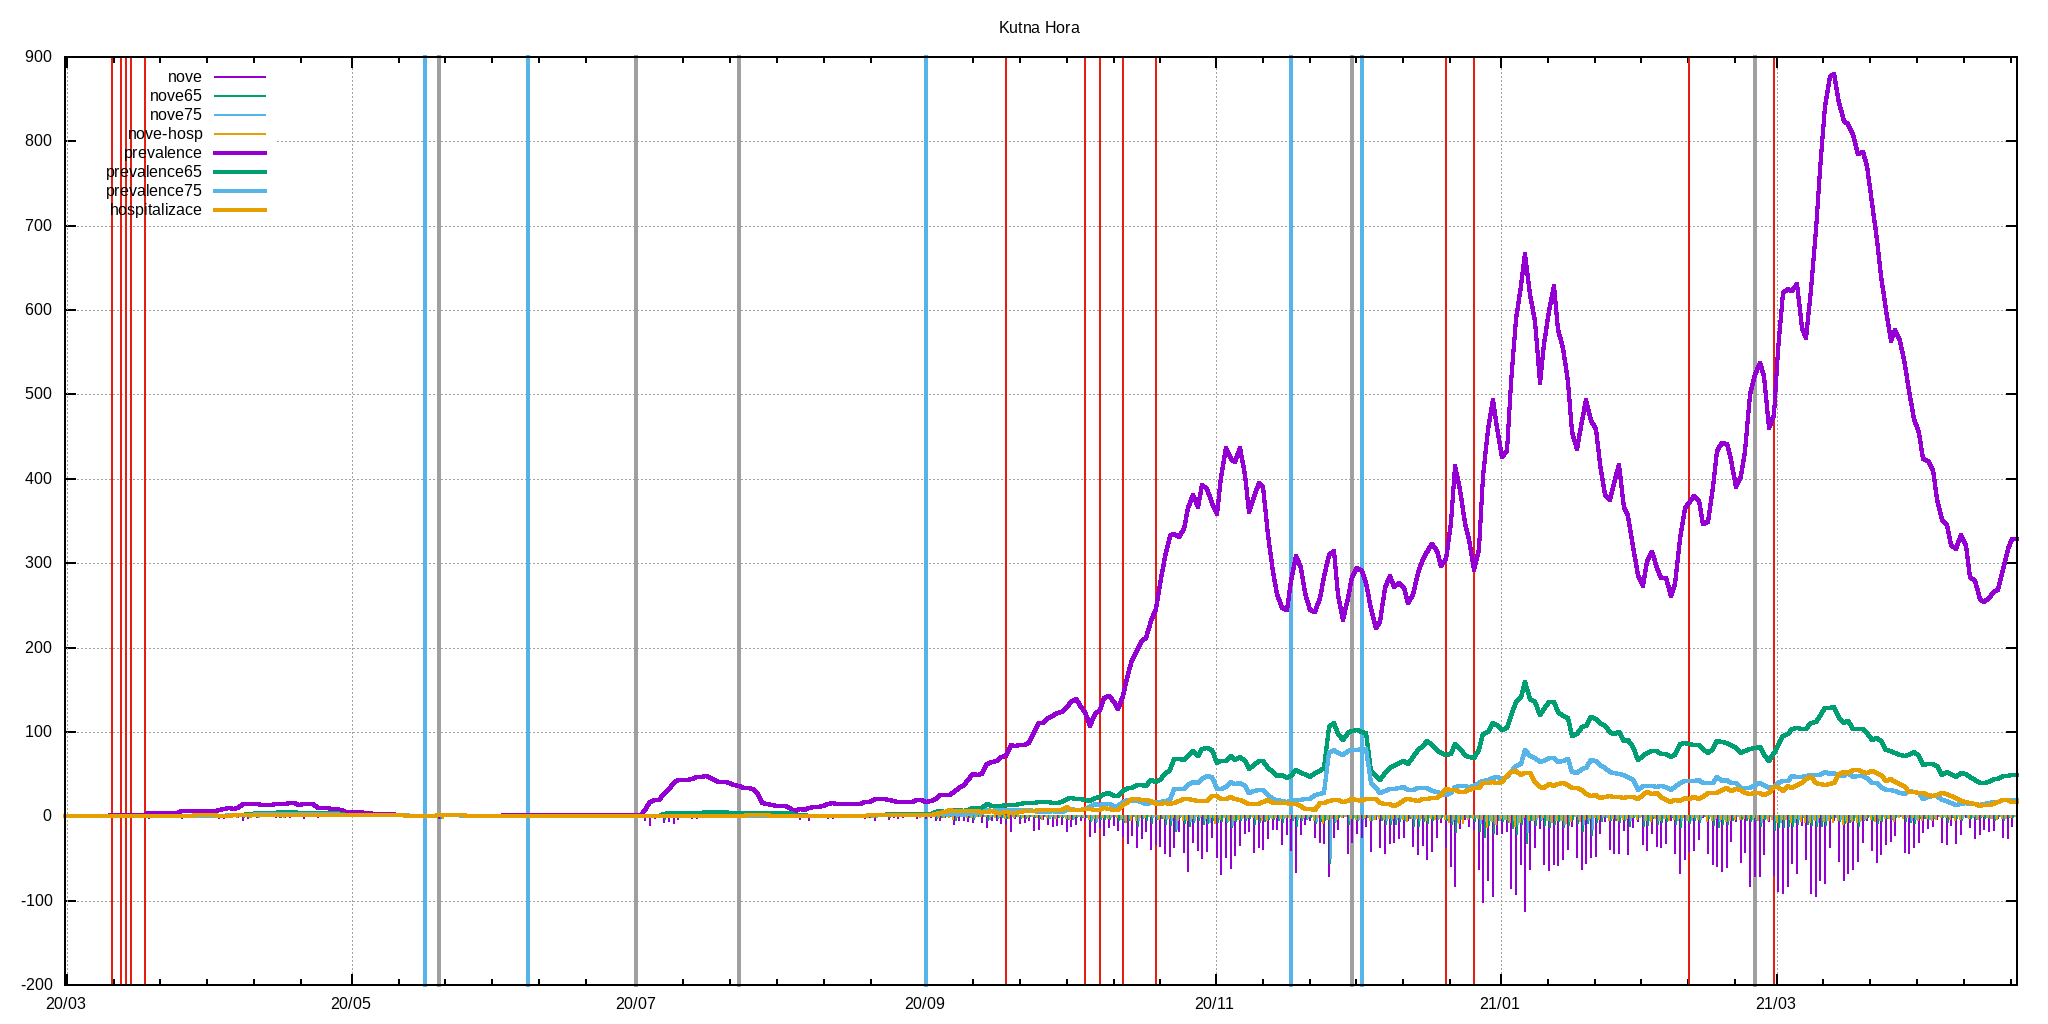 Kutna Hora
900
800
700
600
500
400
300
200
100
0
-100
-200
nove
nove65
nove75
nove-hosp
prevalence
prevalence65
prevalence75
hospitalizace
20/03 20/05 20/07 20/09 20/11 21/01 21/03